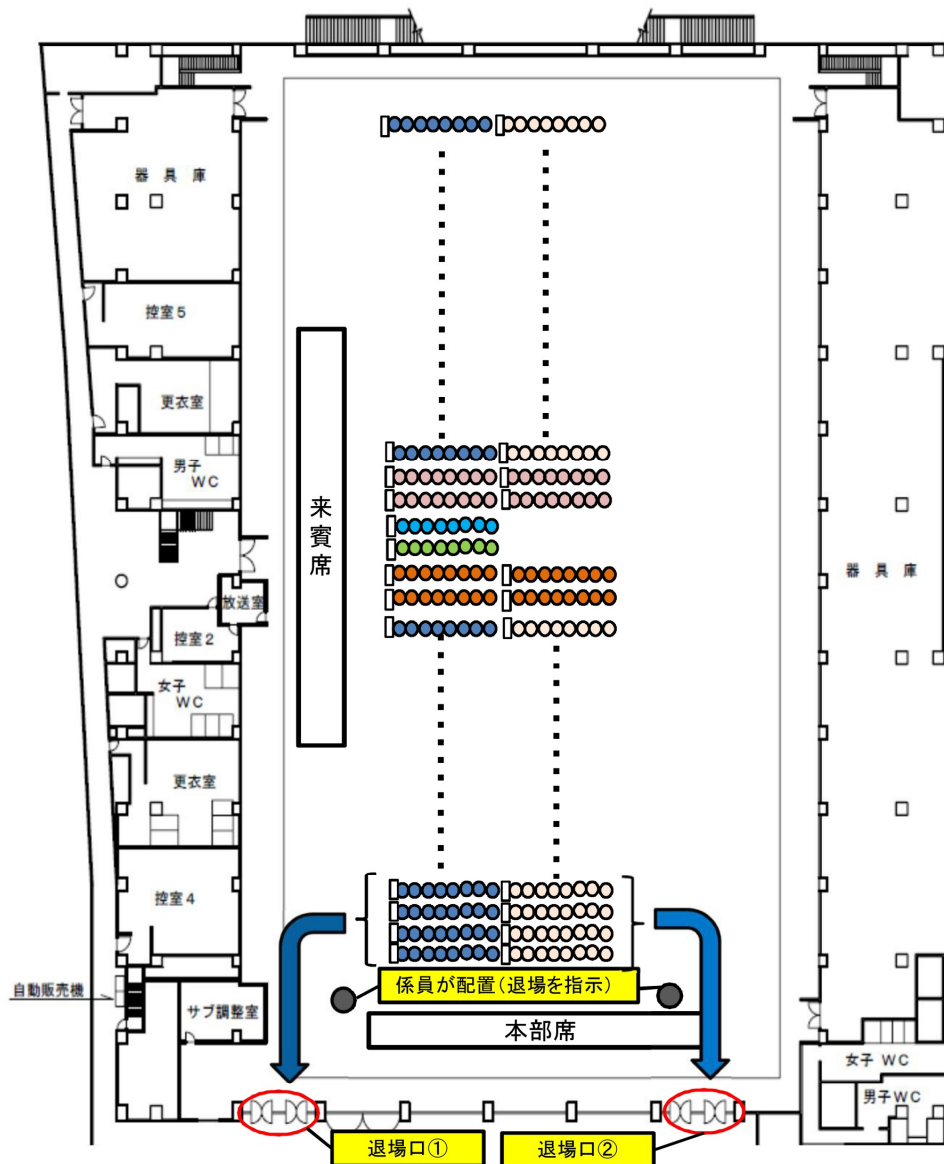 器 具 庫
控室5
更衣室
男子
WC
来賓席
放送室
控室2
女子
WC
更衣室
控室4
器 具 庫
自動販売機
サブ調整室
係員が配置(退場を指示)
本部席
女子 WC
男子WC
退場口①
退場口②